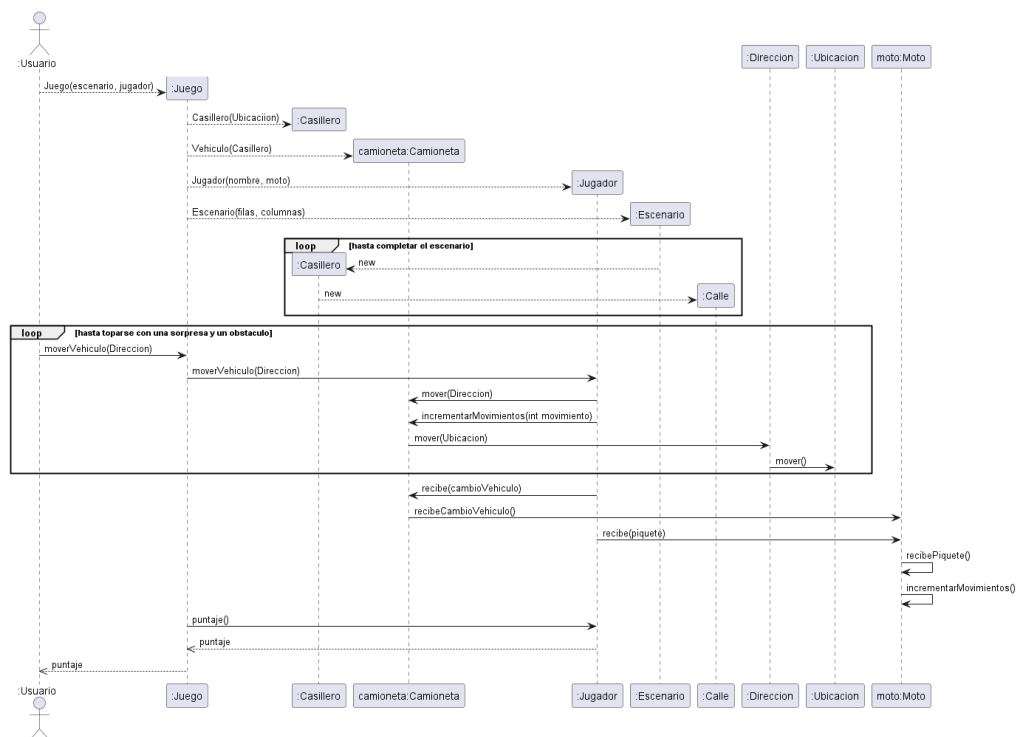 :Usuario
:Direccion
:Ubicacion
moto:Moto
Juego(escenario, jugador)
:Juego
Casillero(Ubicaciion)
:Casillero
Vehiculo(Casillero)
camioneta:Camioneta
Jugador(nombre, moto)
:Jugador
Escenario(filas, columnas)
:Escenario
loop [hasta completar el escenario]
:Casillero
new
new
:Calle
loop [hasta toparse con una sorpresa y un obstaculo]
moverVehiculo(Direccion)
moverVehiculo(Direccion)
mover(Direccion)
incrementarMovimientos(int movimiento)
mover(Ubicacion)
mover()
recibe(cambioVehiculo)
recibeCambioVehiculo()
recibe(piquete)
recibePiquete()
incrementarMovimientos()
puntaje()
puntaje
puntaje
:Usuario
:Juego
:Casillero
camioneta:Camioneta
:Jugador
:Escenario
:Calle
:Direccion
:Ubicacion
moto:Moto